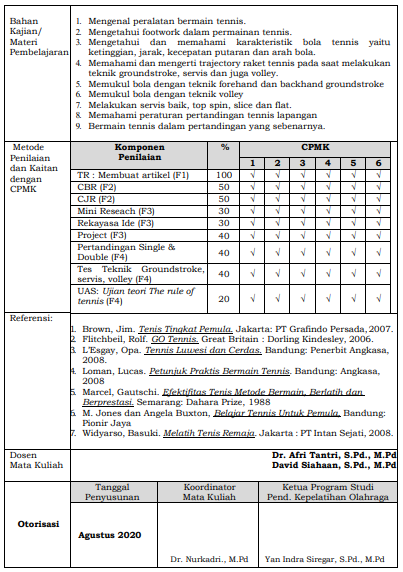 Bahan
Kajian/
Materi
Pembelajaran
1. Mengenal peralatan bermain tennis.
2. Mengetahui footwork dalam permainan tennis.
3. Mengetahui dan memahami karakteristik bola tennis yaitu
ketinggian, jarak, kecepatan putaran dan arah bola.
4. Memahami dan mengerti trajectory raket tennis pada saat melakukan
teknik groundstroke, servis dan juga volley.
5. Memukul bola dengan teknik forehand dan backhand groundstroke
6. Memukul bola dengan teknik volley
7. Melakukan servis baik, top spin, slice dan flat.
8. Memahami peraturan pertandingan tennis lapangan
9. Bermain tennis dalam pertandingan yang sebenarnya.
Metode
Penilaian
dan Kaitan
dengan
CPMK
Komponen
Penilaian
% CPMK
1 2 3 4 5 6
TR : Membuat artikel (F1) 100 √ √ √ √ √ √
CBR (F2) 50 √ √ √ √ √ √
CJR (F2) 50 √ √ √ √ √ √
Mini Reseach (F3) 30 √ √ √ √ √ √
Rekayasa Ide (F3) 30 √ √ √ √ √ √
Project (F3) 40 √ √ √ √ √ √
Pertandingan Single &
Double (F4) 40 √ √ √ √ √ √
Tes Teknik Groundstroke,
servis, volley (F4) 40 √ √ √ √ √ √
UAS: Ujian teori The rule of
tennis (F4) 20 √ √ √ √ √ √
Referensi:
1. Brown, Jim. Tenis Tingkat Pemula. Jakarta: PT Grafindo Persada, 2007.
2. Flitchbeil, Rolf. GO Tennis. Great Britain : Dorling Kindesley, 2006.
3. L'Esgay, Opa. Tennis Luwesi dan Cerdas. Bandung: Penerbit Angkasa,
2008.
4. Loman, Lucas. Petunjuk Praktis Bermain Tennis. Bandung: Angkasa,
2008
5. Marcel, Gautschi. Efektifitas Tenis Metode Bermain, Berlatih dan
Berprestasi. Semarang: Dahara Prize, 1988
6. M. Jones dan Angela Buxton, Belajar Tennis Untuk Pemula, Bandung:
Pionir Jaya
7. Widyarso, Basuki. Melatih Tenis Remaja. Jakarta : PT Intan Sejati, 2008.
Dosen
Mata Kuliah
Dr. Afri Tantri, S.Pd., M.Pd
David Siahaan, S.Pd., M.Pd
Otorisasi
Tanggal
Penyusunan
Koordinator
Mata Kuliah
Ketua Program Studi
Pend. Kepelatihan Olahraga
Agustus 2020
Dr. Nurkadri., M.Pd
Yan Indra Siregar, S.Pd., M.Pd